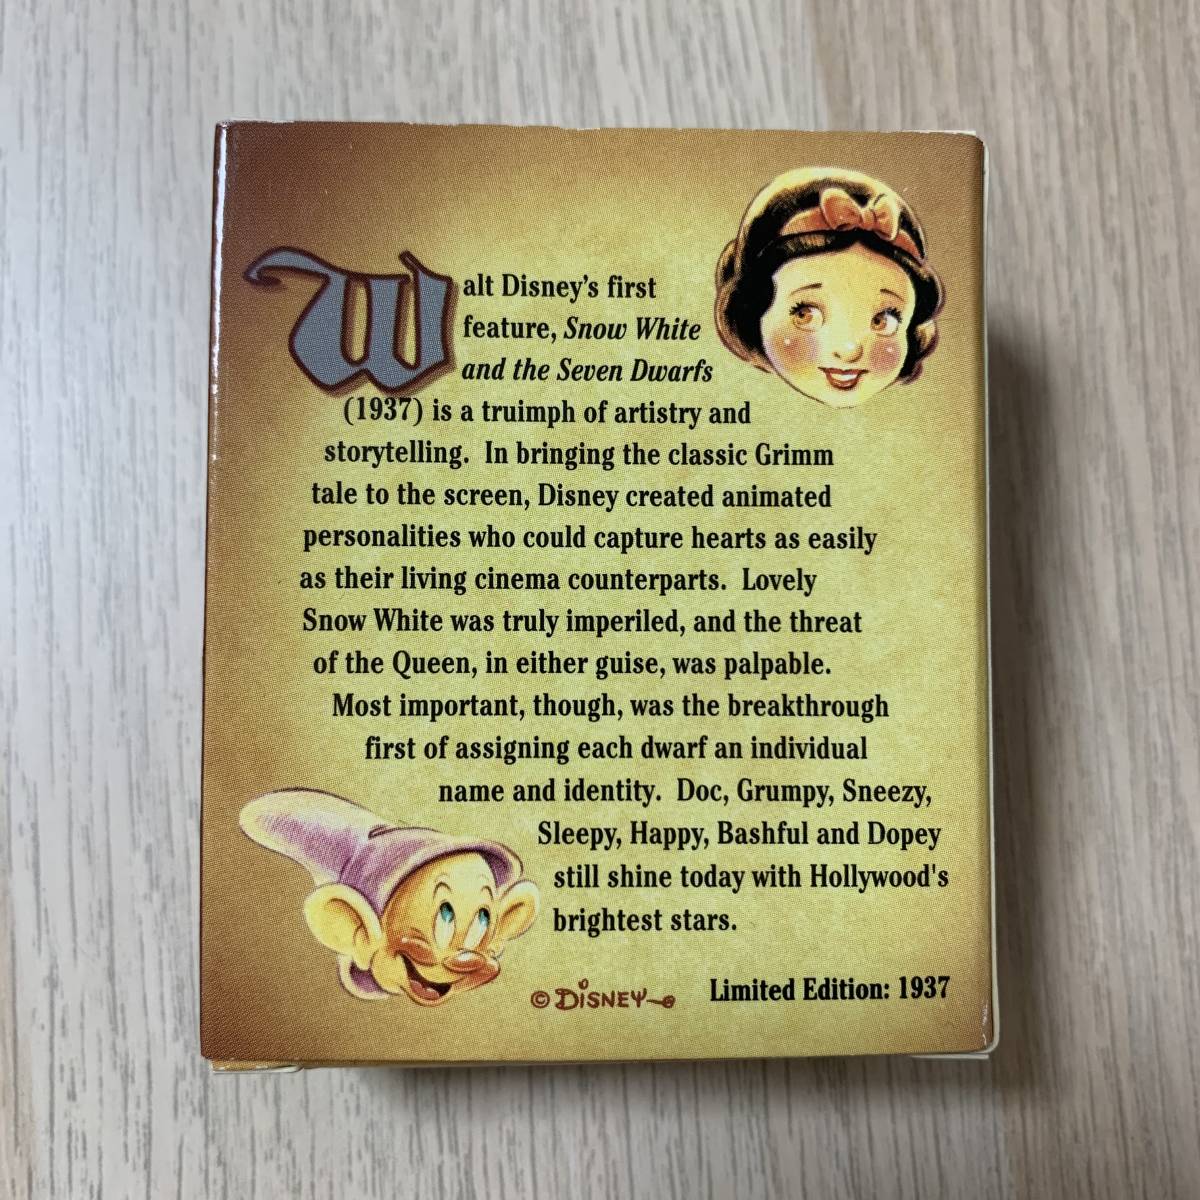 Walt Disney's first
feature, Snow White
and the Seven Dwarfs
(1937) is a truimph of artistry and
storytelling. In bringing the classic Grimm
tale to the screen, Disney created animated
personalities who could capture hearts as easily
as their living cinema counterparts. Lovely
Snow White was truly imperiled, and the threat
of the Queen, in either guise, was palpable.
Most important, though, was the breakthrough
first of assigning each dwarf an individual
name and identity. Doc, Grumpy, Sneezy,
Sleepy, Happy, Bashful and Dopey
still shine today with Hollywood's
brightest stars.
© DISNEY
Limited Edition: 1937